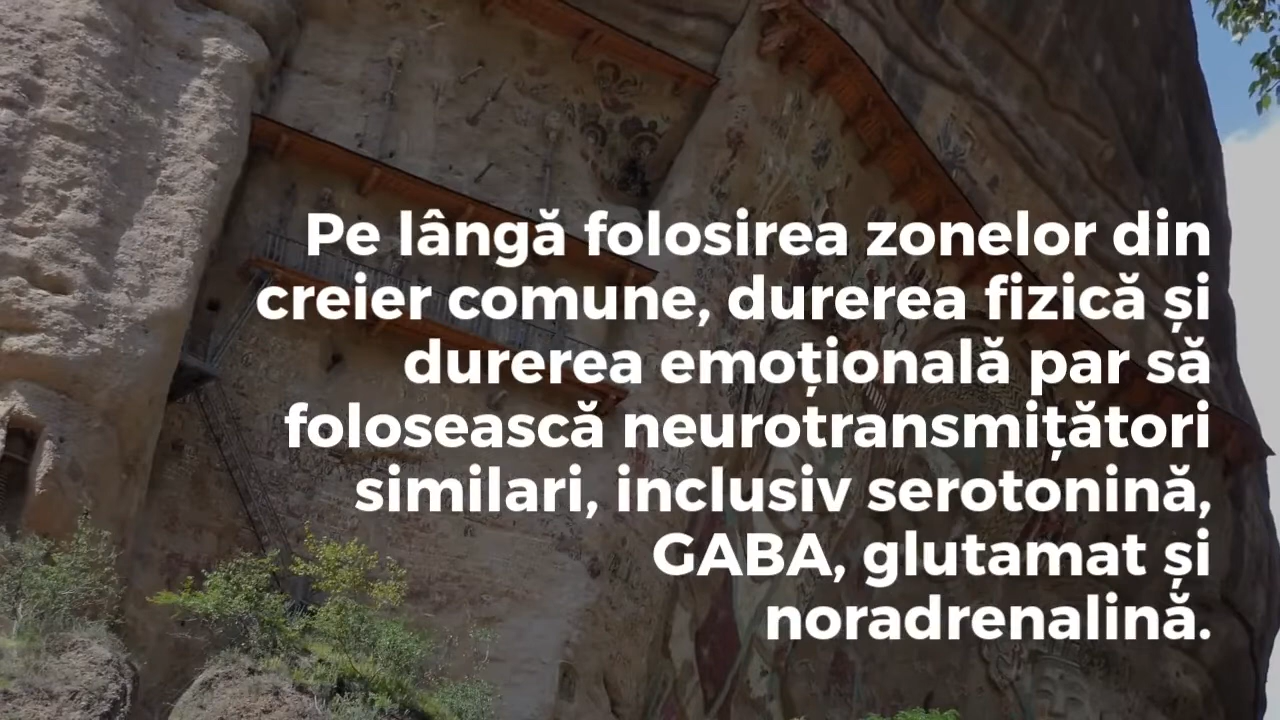 Pe lângă folosirea zonelor din
creier comune, durerea fizică și
durerea emoțională par să
folosească neurotransmițători
similari, inclusiv serotonină,
GABA, glutamat și
noradrenalină.